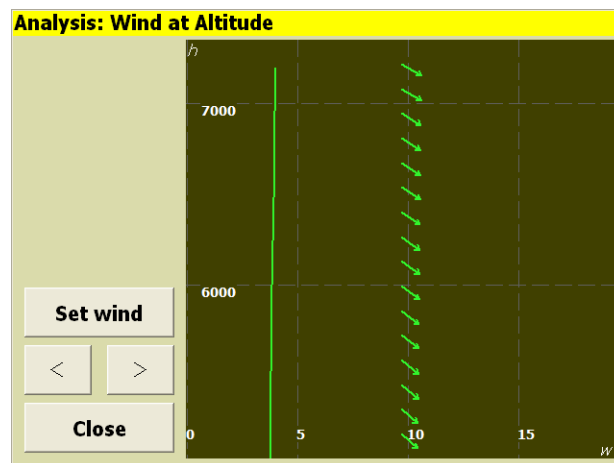 Analysis: Wind at Altitude
h
7000
6000
Set wind
< >
Close
0 5 10 15
w